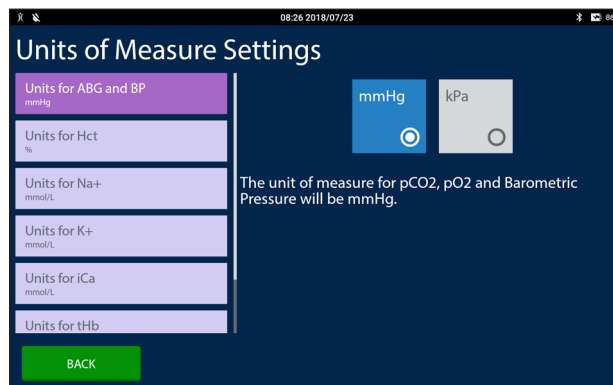 08:26 2018/07/23
86
Units of Measure Settings
Units for ABG and BP
mmHg
Units for Hct
%
Units for Na+
mmol/L
Units for K+
mmol/L
Units for iCa
mmol/L
Units for tHb
mmHg
kPa
The unit of measure for pCO2, pO2 and Barometric
Pressure will be mmHg.
BACK